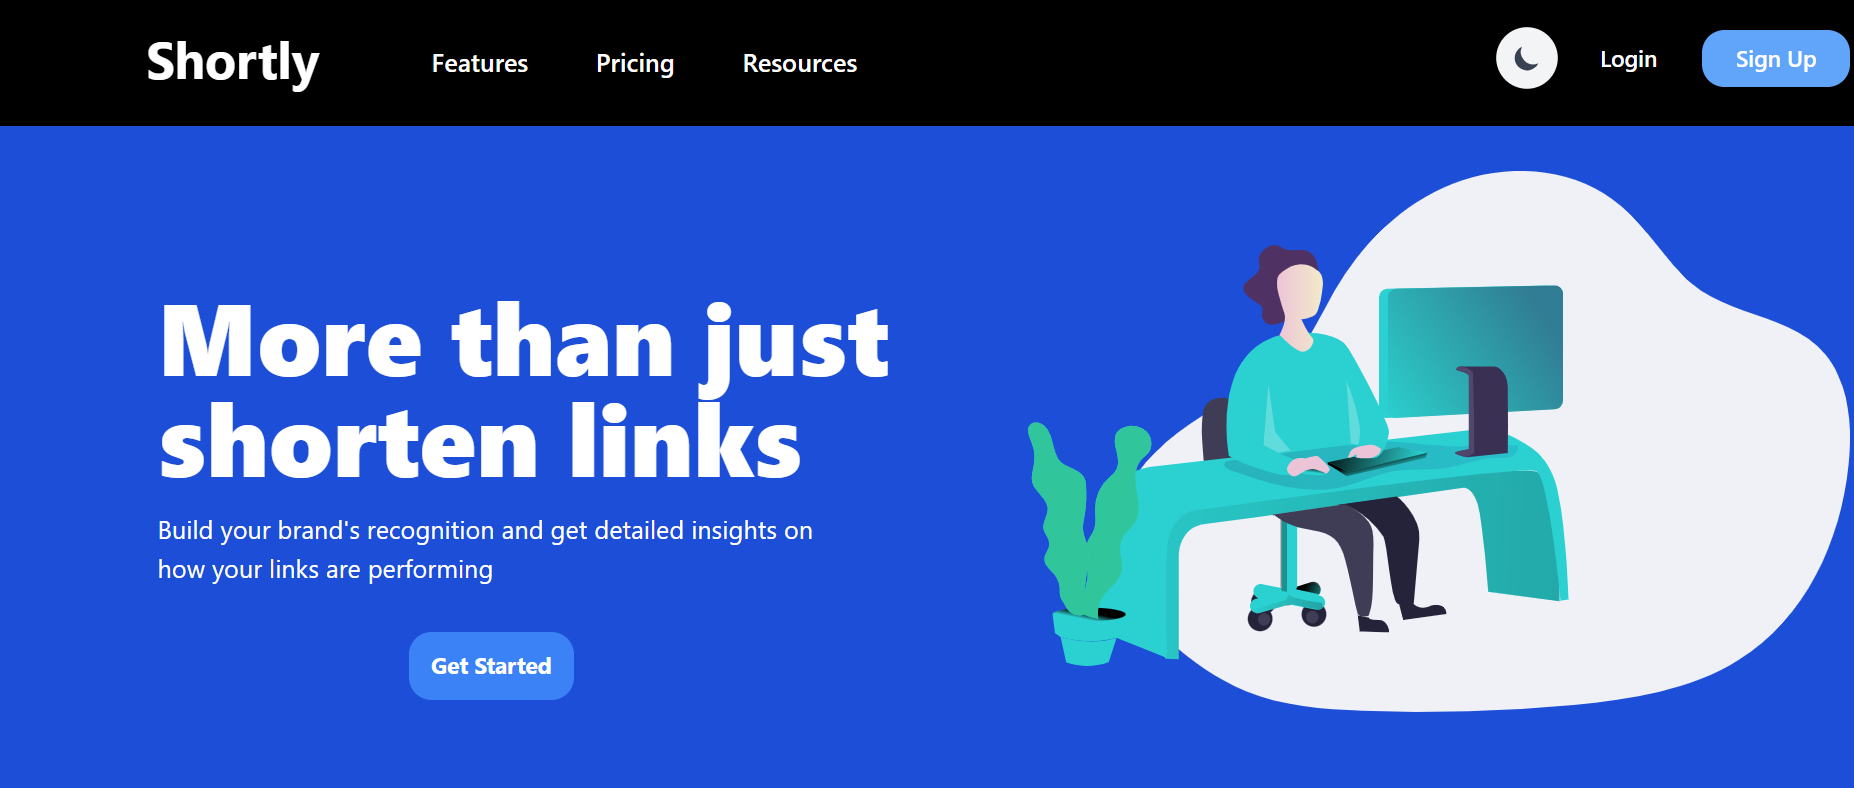 Shortly
Features Pricing Resources
Login Sign Up
More than just
shorten links
Build your brand's recognition and get detailed insights on
how your links are performing
Get Started